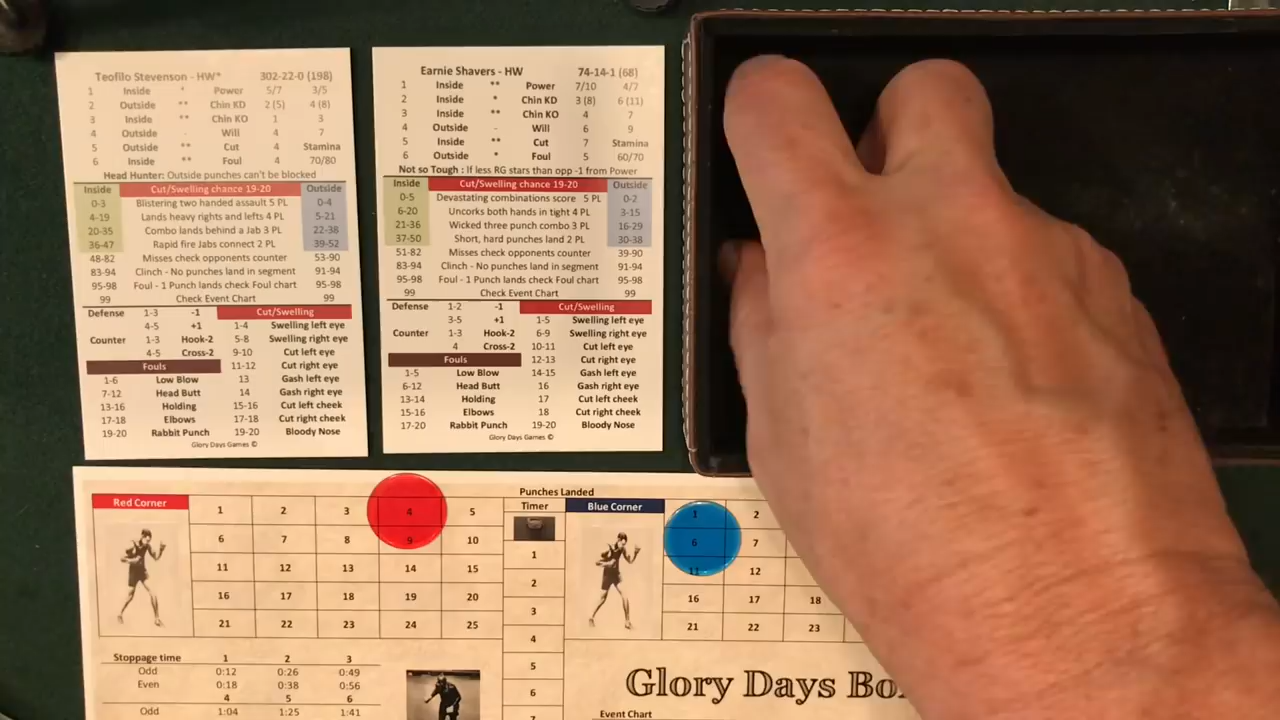 Teofilo Stevenson - HW* 302-22-0 (198)
1 Inside * Power 5/7 3/5
2 Outside ** Chin KD 2 (5) 4 (8)
3 Inside ** Chin KO 1 3
4 Outside - Will 4 7
5 Outside ** Cut 4 Stamina
6 Inside ** Foul 4 70/80
Head Hunter: Outside punches can't be blocked
Inside Cut/Swelling chance 19-20 Outside
0-3 Blistering two handed assault 5 PL 0-4
4-19 Lands heavy rights and lefts 4 PL 5-21
20-35 Combo lands behind a Jab 3 PL 22-38
36-47 Rapid fire Jabs connect 2 PL 39-52
48-82 Misses check opponents counter 53-90
83-94 Clinch - No punches land in segment 91-94
95-98 Foul - 1 Punch lands check Foul chart 95-98
99 Check Event Chart 99
Defense 1-3 -1 Cut/Swelling
4-5 +1 1-4 Swelling left eye
Counter 1-3 Hook-2 5-8 Swelling right eye
4-5 Cross-2 9-10 Cut left eye
Fouls 11-12 Cut right eye
1-6 Low Blow 13 Gash left eye
7-12 Head Butt 14 Gash right eye
13-16 Holding 15-16 Cut left cheek
17-18 Elbows 17-18 Cut right cheek
19-20 Rabbit Punch 19-20 Bloody Nose
Glory Days Games ©
Earnie Shavers - HW 74-14-1 (68)
1 Inside ** Power 7/10 4/7
2 Inside * Chin KD 3 (8) 6 (11)
3 Inside ** Chin KO 4 7
4 Outside - Will 6 9
5 Inside ** Cut 7 Stamina
6 Outside * Foul 5 60/70
Not so Tough : If less RG stars than opp -1 from Power
Inside Cut/Swelling chance 19-20 Outside
0-5 Devastating combinations score 5 PL 0-2
6-20 Uncorks both hands in tight 4 PL 3-15
21-36 Wicked three punch combo 3 PL 16-29
37-50 Short, hard punches land 2 PL 30-38
51-82 Misses check opponents counter 39-90
83-94 Clinch - No punches land in segment 91-94
95-98 Foul - 1 Punch lands check Foul chart 95-98
99 Check Event Chart 99
Defense 1-2 -1 Cut/Swelling
3-5 +1 1-5 Swelling left eye
Counter 1-3 Hook-2 6-9 Swelling right eye
4 Cross-2 10-11 Cut left eye
Fouls 12-13 Cut right eye
1-5 Low Blow 14-15 Gash left eye
6-12 Head Butt 16 Gash right eye
13-14 Holding 17 Cut left cheek
15-16 Elbows 18 Cut right cheek
17-20 Rabbit Punch 19-20 Bloody Nose
Glory Days Games ©
Punches Landed
Red Corner 1 2 3 4 5
6 7 8 9 10
11 12 13 14 15
16 17 18 19 20
21 22 23 24 25
Timer
1
2
3
4
5
6
7
Blue Corner 1 2
6 7
11 12
16 17 18
21 22 23
Stoppage time 1 2 3
Odd 0:12 0:26 0:49
Even 0:18 0:38 0:56
4 5 6
Odd 1:04 1:25 1:41
Glory Days
Event Chart